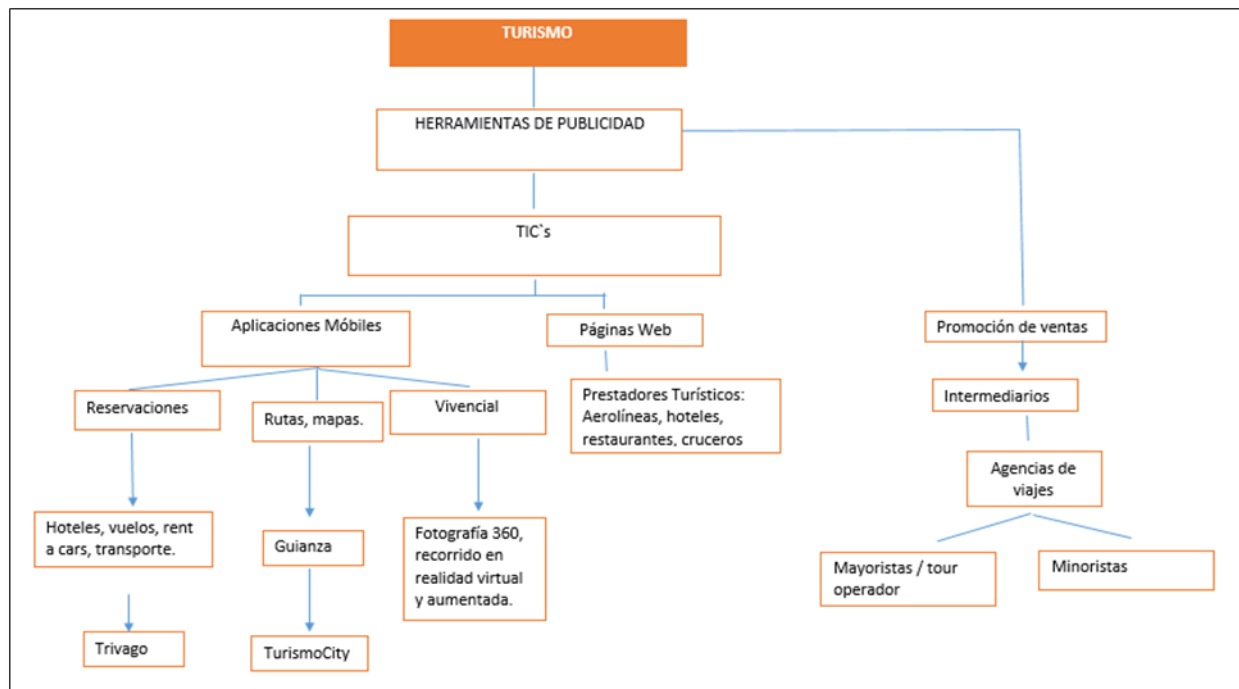 TURISMO
HERRAMIENTAS DE PUBLICIDAD
TIC`s
Aplicaciones Móbiles
Páginas Web
Promoción de ventas
Reservaciones
Rutas, mapas.
Vivencial
Prestadores Turísticos:
Aerolíneas, hoteles,
restaurantes, cruceros
Intermediarios
Agencias de
viajes
Hoteles, vuelos, rent
a cars, transporte.
Guianza
Fotografía 360,
recorrido en
realidad virtual
y aumentada.
Mayoristas / tour
operador
Minoristas
Trivago
TurismoCity